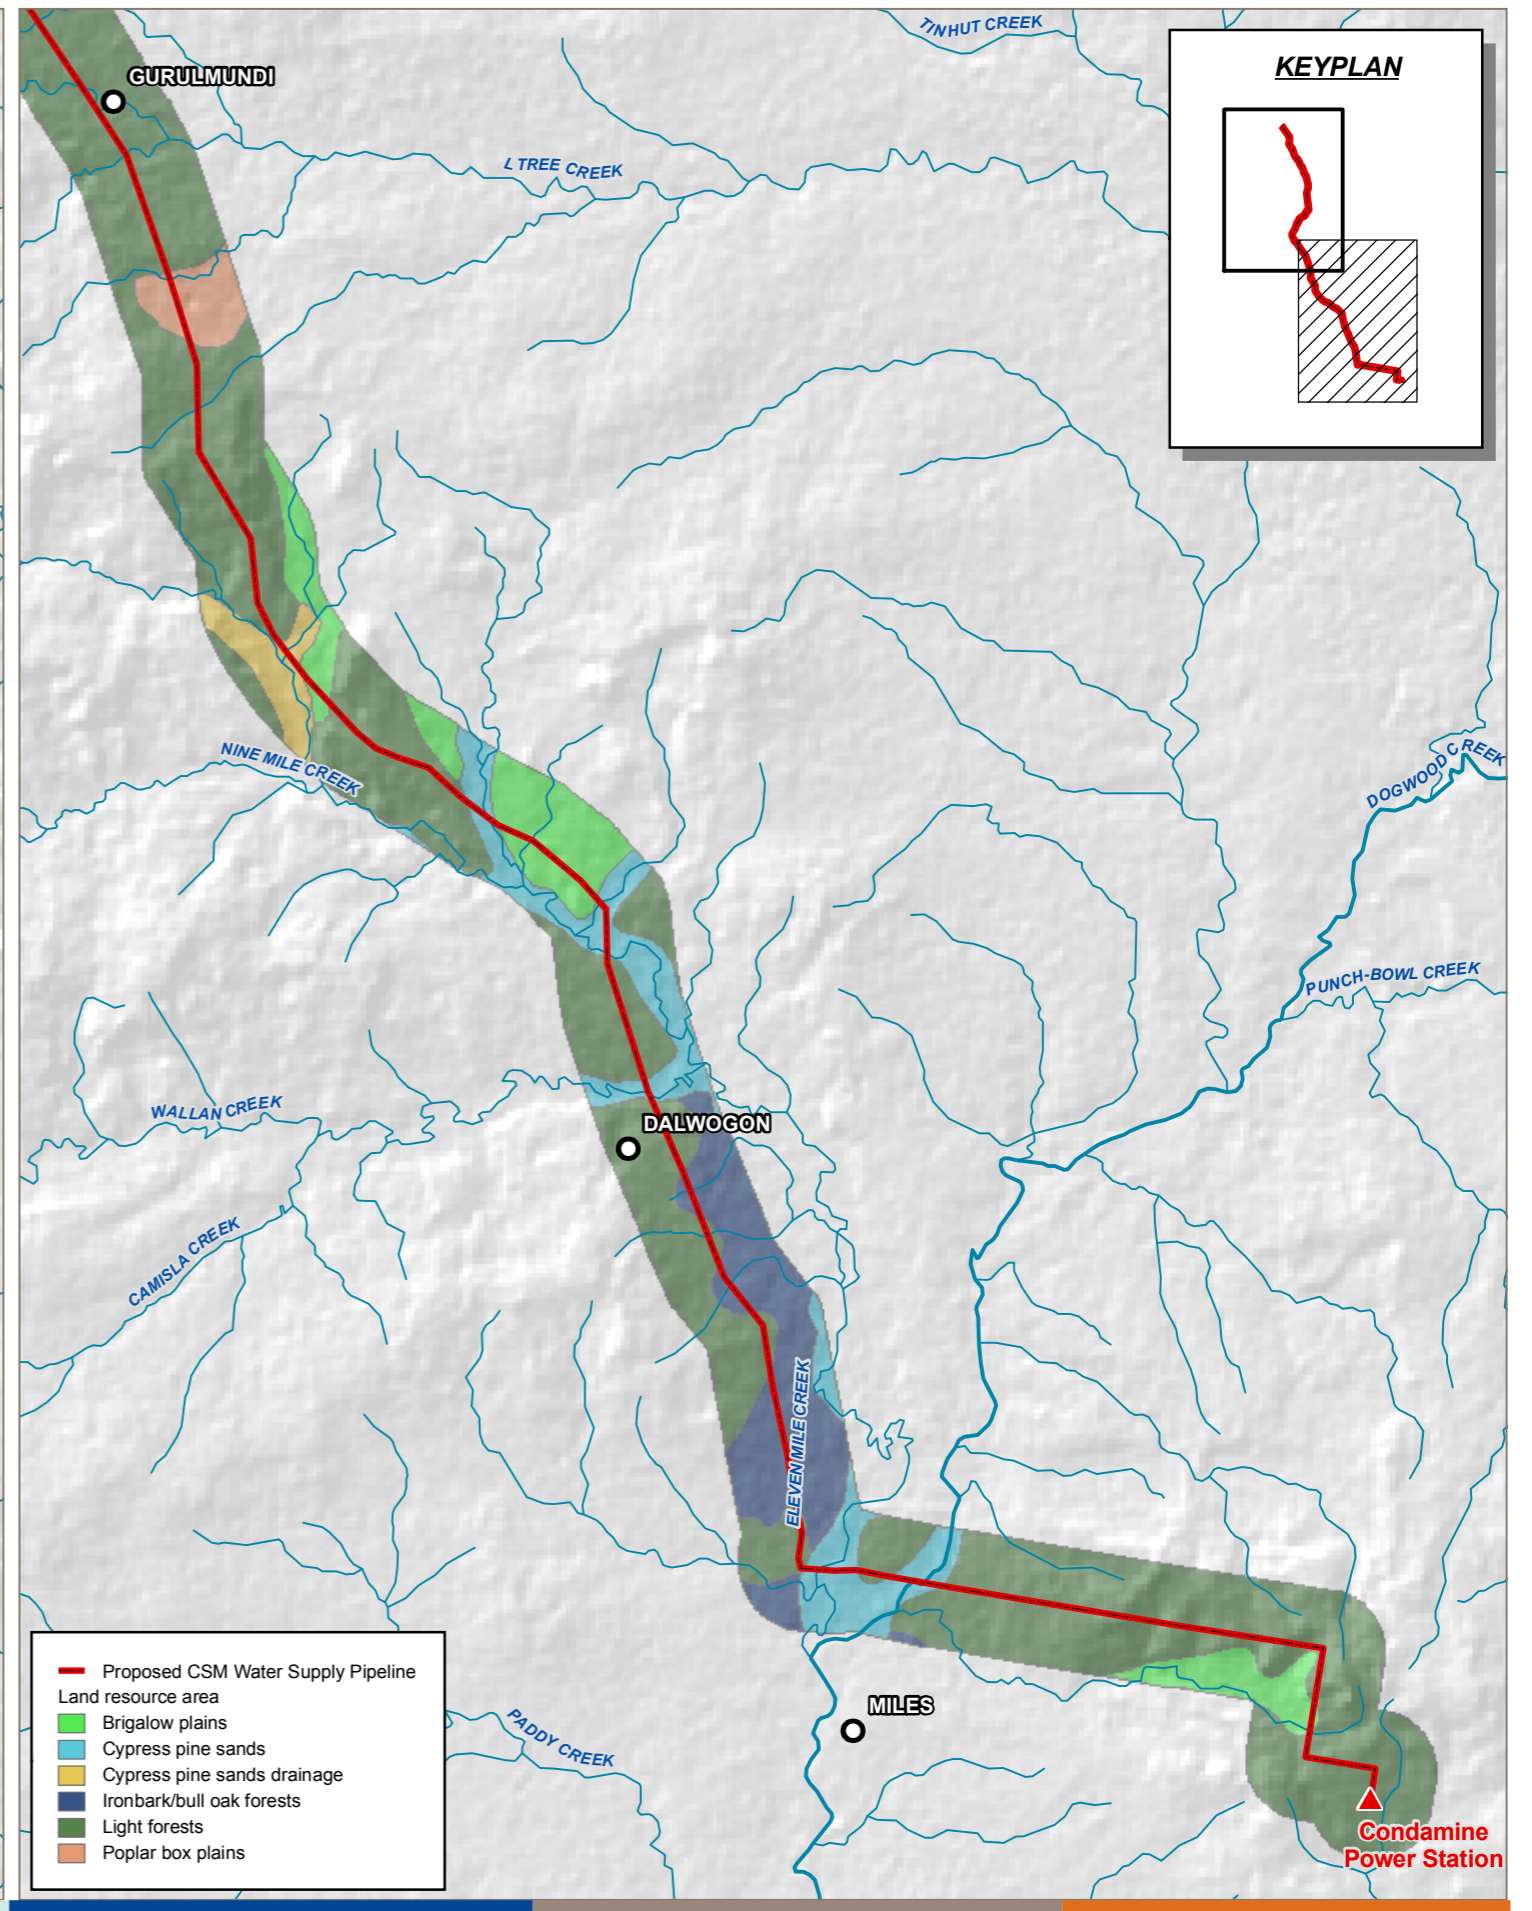 TINHUT CREEK
KEYPLAN
GURULMUNDI
L TREE CREEK
NINE MILE CREEK
DOGWOOD CREEK
PUNCH-BOWL CREEK
WALLAN CREEK
DALWOGON
CAMISLA CREEK
ELEVEN MILE CREEK
MILES
PADDY CREEK
Condamine
Power Station
Proposed CSM Water Supply Pipeline
Land resource area
Brigalow plains
Cypress pine sands
Cypress pine sands drainage
Ironbark/bull oak forests
Light forests
Poplar box plains